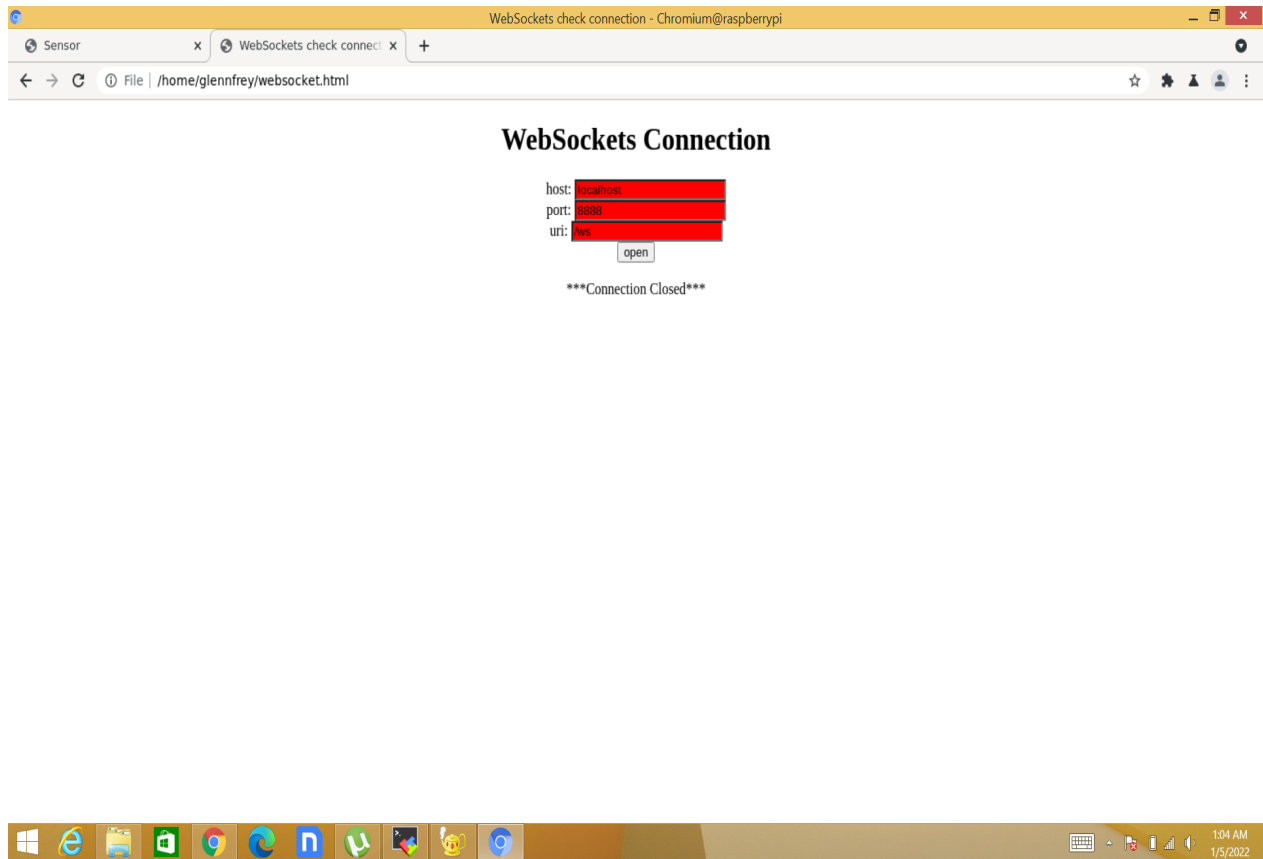 WebSockets check connection - Chromium@raspberrypi
Sensor
WebSockets check connect
File | /home/glennfrey/websocket.html
WebSockets Connection
host: localhost
port: 8888
uri: /ws
open
***Connection Closed***
1:04 AM
1/5/2022